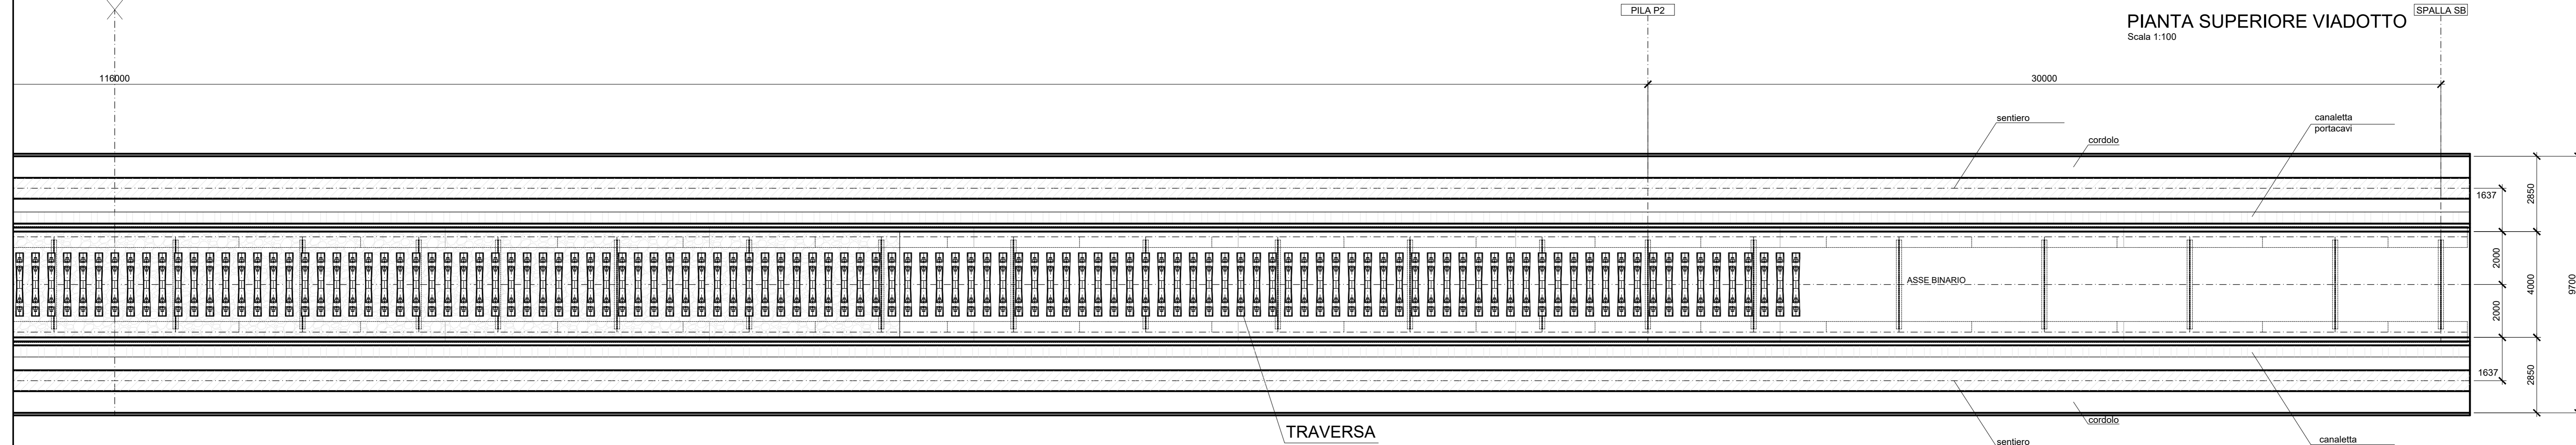 PILA P2
SPALLA SB
PIANTA SUPERIORE VIADOTTO
Scala 1:100
116000
30000
sentiero
cordolo
canaletta
portacavi
1637
2850
2000
ASSE BINARIO
4000
9700
2000
1637
2850
cordolo
TRAVERSA
sentiero
canaletta